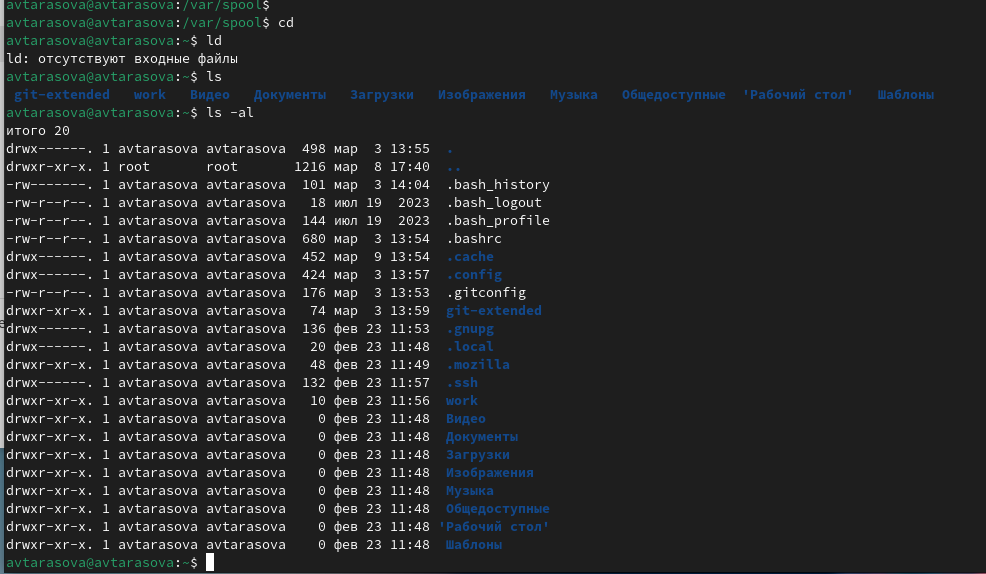 avtarasova@avtarasova:/var/spool$
avtarasova@avtarasova:/var/spool$ cd
avtarasova@avtarasova:~$ ld
ld: отсутствуют входные файлы
avtarasova@avtarasova:~$ ls
git-extended work Видео Документы Загрузки Изображения Музыка Общедоступные 'Рабочий стол' Шаблоны
avtarasova@avtarasova:~$ ls -al
итого 20
drwx------. 1 avtarasova avtarasova 498 мар 3 13:55 .
drwxr-xr-x. 1 root root 1216 мар 8 17:40 ..
-rw-------. 1 avtarasova avtarasova 101 мар 3 14:04 .bash_history
-rw-r--r--. 1 avtarasova avtarasova 18 июл 19 2023 .bash_logout
-rw-r--r--. 1 avtarasova avtarasova 144 июл 19 2023 .bash_profile
-rw-r--r--. 1 avtarasova avtarasova 680 мар 3 13:54 .bashrc
drwx------. 1 avtarasova avtarasova 452 мар 9 13:54 .cache
drwx------. 1 avtarasova avtarasova 424 мар 3 13:57 .config
-rw-r--r--. 1 avtarasova avtarasova 176 мар 3 13:53 .gitconfig
drwxr-xr-x. 1 avtarasova avtarasova 74 мар 3 13:59 git-extended
drwx------. 1 avtarasova avtarasova 136 фев 23 11:53 .gnupg
drwx------. 1 avtarasova avtarasova 20 фев 23 11:48 .local
drwxr-xr-x. 1 avtarasova avtarasova 48 фев 23 11:49 .mozilla
drwx------. 1 avtarasova avtarasova 132 фев 23 11:57 .ssh
drwxr-xr-x. 1 avtarasova avtarasova 10 фев 23 11:56 work
drwxr-xr-x. 1 avtarasova avtarasova 0 фев 23 11:48 Видео
drwxr-xr-x. 1 avtarasova avtarasova 0 фев 23 11:48 Документы
drwxr-xr-x. 1 avtarasova avtarasova 0 фев 23 11:48 Загрузки
drwxr-xr-x. 1 avtarasova avtarasova 0 фев 23 11:48 Изображения
drwxr-xr-x. 1 avtarasova avtarasova 0 фев 23 11:48 Музыка
drwxr-xr-x. 1 avtarasova avtarasova 0 фев 23 11:48 Общедоступные
drwxr-xr-x. 1 avtarasova avtarasova 0 фев 23 11:48 'Рабочий стол'
drwxr-xr-x. 1 avtarasova avtarasova 0 фев 23 11:48 Шаблоны
avtarasova@avtarasova:~$